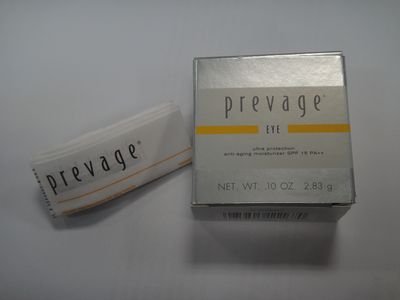 prevage®
EYE
ultra protection
anti-aging moisturizer SPF 15 PA++
NET. WT. .10 OZ. 2.83 g
prevage®